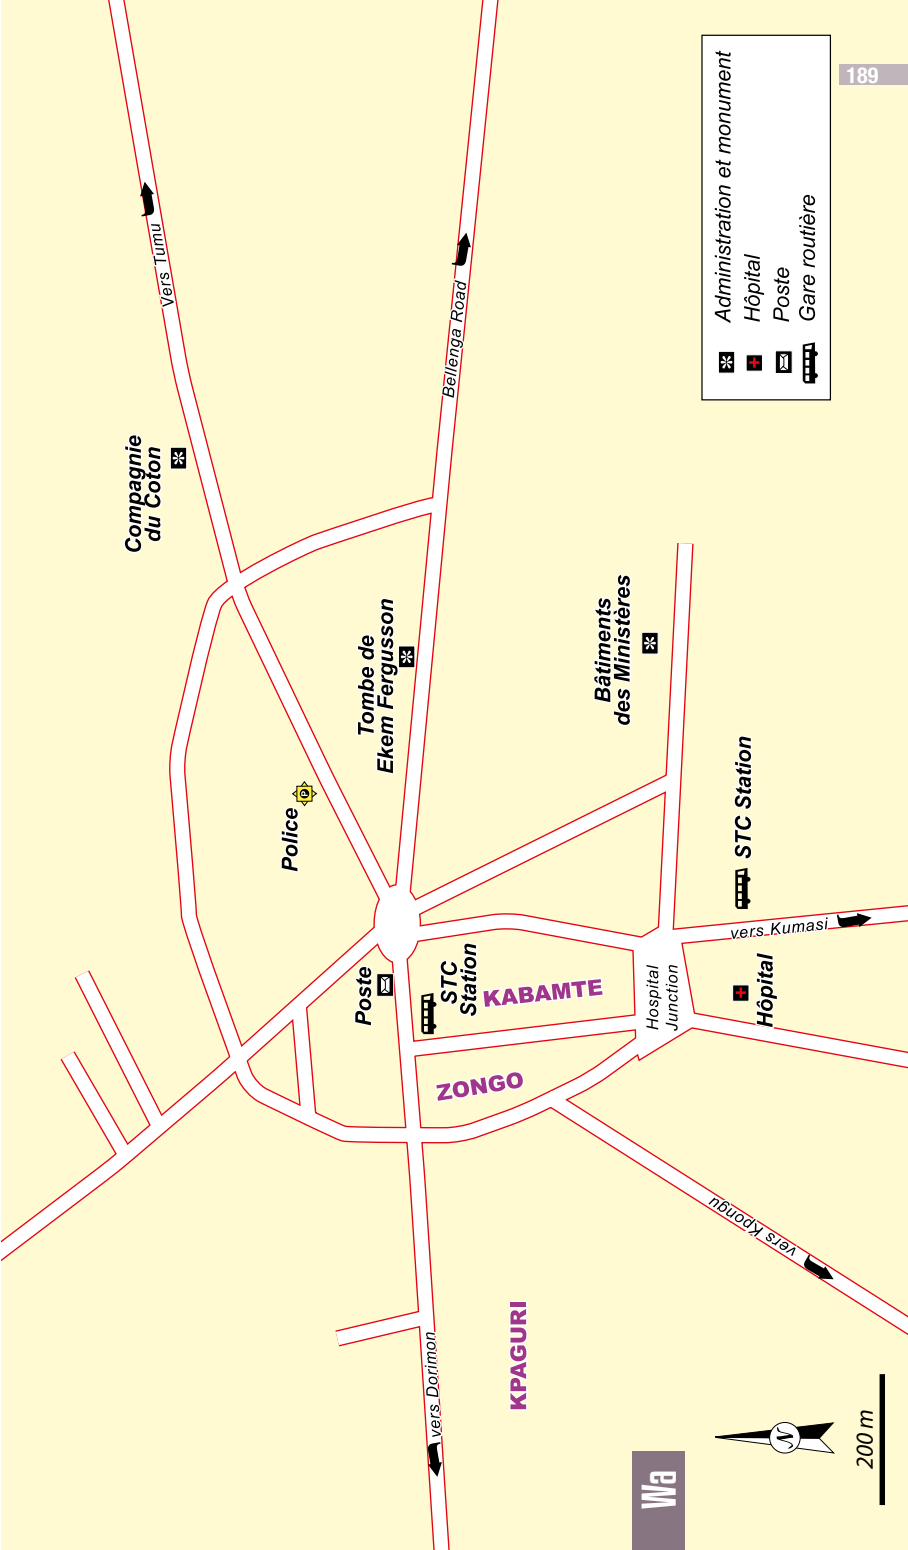 189
Administration et monument
Hôpital
Poste
Gare routière
Vers Tumu
Bellenga Road
Compagnie
du Coton
Tombe de
Ekem Fergusson
Bâtiments
des Ministères
Police
STC Station
vers Kumasi
Poste
STC
Station
KABAMTE
Hospital
Junction
Hôpital
ZONGO
vers Kpongu
KPAGURI
vers Dorimon
N
200 m
Wa